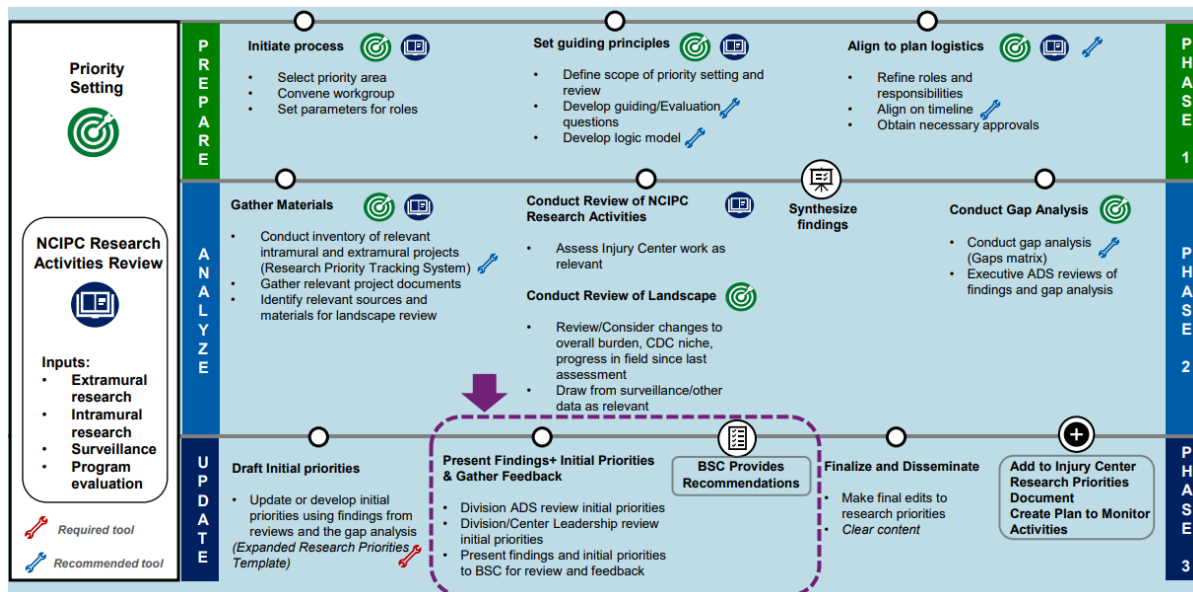 Priority
Setting
NCIPC Research
Activities Review
Inputs:
• Extramural
research
• Intramural
research
• Surveillance
• Program
evaluation
Required tool
Recommended tool
PREPARE
Initiate process
• Select priority area
• Convene workgroup
• Set parameters for roles
Set guiding principles
• Define scope of priority setting and
review
• Develop guiding/Evaluation
questions
• Develop logic model
Align to plan logistics
• Refine roles and
responsibilities
• Align on timeline
• Obtain necessary approvals
PHASE 1
ANALYZE
Gather Materials
• Conduct inventory of relevant
intramural and extramural projects
(Research Priority Tracking System)
• Gather relevant project documents
• Identify relevant sources and
materials for landscape review
Conduct Review of NCIPC
Research Activities
• Assess Injury Center work as
relevant
Conduct Review of Landscape
• Review/Consider changes to
overall burden, CDC niche,
progress in field since last
assessment
• Draw from surveillance/other
data as relevant
Synthesize
findings
Conduct Gap Analysis
• Conduct gap analysis
(Gaps matrix)
• Executive ADS reviews of
findings and gap analysis
PHASE 2
UPDATE
Draft Initial priorities
• Update or develop initial
priorities using findings from
reviews and the gap analysis
(Expanded Research Priorities
Template)
Present Findings+ Initial Priorities
& Gather Feedback
• Division ADS review initial priorities
• Division/Center Leadership review
initial priorities
• Present findings and initial priorities
to BSC for review and feedback
BSC Provides
Recommendations
Finalize and Disseminate
• Make final edits to
research priorities
• Clear content
Add to Injury Center
Research Priorities
Document
Create Plan to Monitor
Activities
PHASE 3